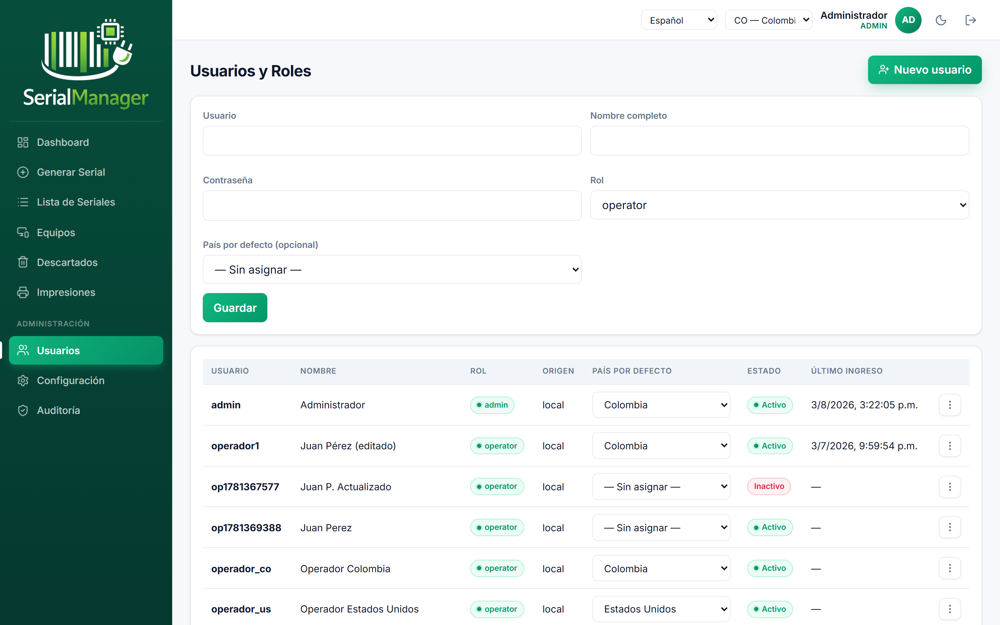 SerialManager
Dashboard
Generar Serial
Lista de Seriales
Equipos
Descartados
Impresiones
ADMINISTRACIÓN
Usuarios
Configuración
Auditoría
Español
CO — Colombi
Administrador
ADMIN
AD
Usuarios y Roles
Nuevo usuario
Usuario
Nombre completo
Contraseña
Rol
operator
País por defecto (opcional)
— Sin asignar —
Guardar
USUARIO NOMBRE ROL ORIGEN PAÍS POR DEFECTO ESTADO ÚLTIMO INGRESO
admin Administrador admin local Colombia Activo 3/8/2026, 3:22:05 p.m.
operador1 Juan Pérez (editado) operator local Colombia Activo 3/7/2026, 9:59:54 p.m.
op1781367577 Juan P. Actualizado operator local — Sin asignar — Inactivo —
op1781369388 Juan Perez operator local — Sin asignar — Activo —
operador_co Operador Colombia operator local Colombia Activo —
operador_us Operador Estados Unidos operator local Estados Unidos Activo —